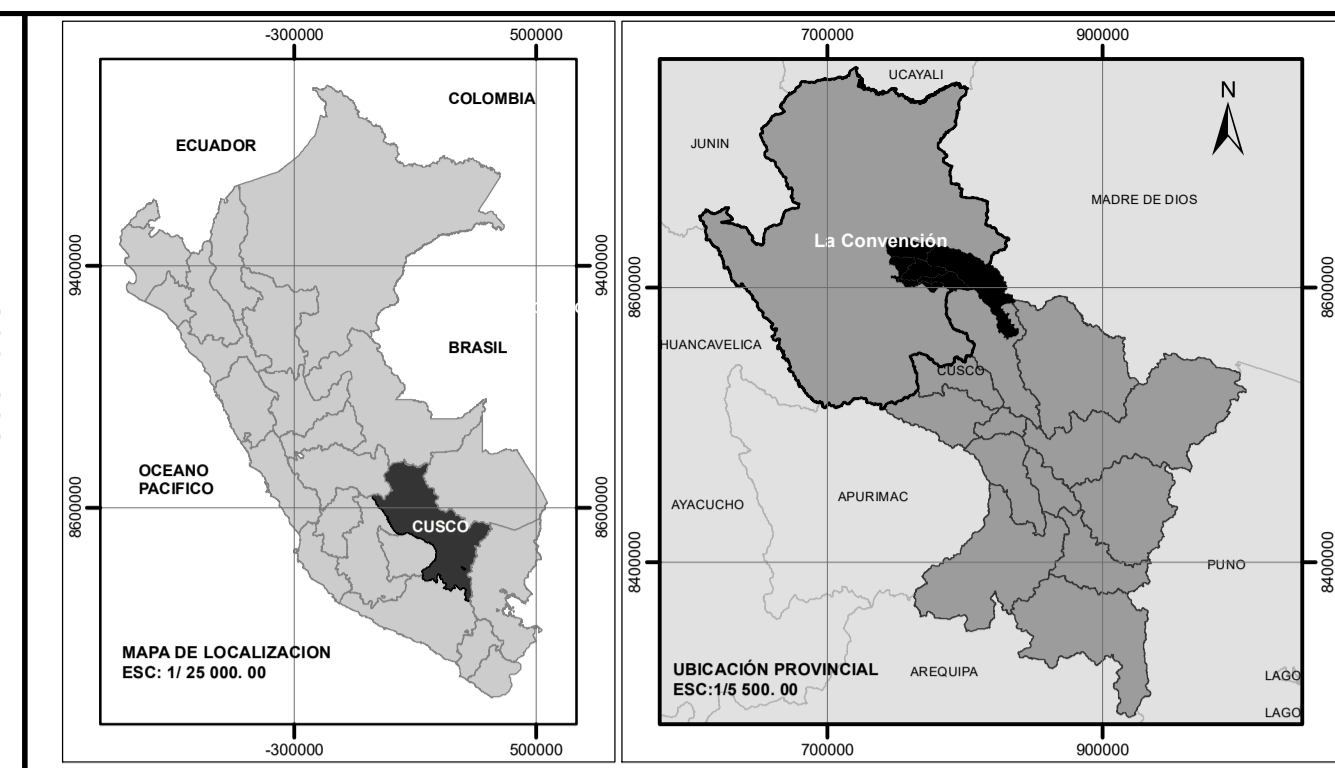 -300000
500000
COLOMBIA
ECUADOR
9400000
9400000
BRASIL
OCEANO
PACIFICO
8600000
8600000
CUSCO
MAPA DE LOCALIZACION
ESC: 1/ 25 000. 00
-300000
500000
7000000
900000
UCAYALI
N
JUNIN
MADRE DE DIOS
La Convención
8600000
8600000
HUANCAVELICA
CUSCO
AYACUCHO
APURIMAC
8400000
8400000
PUNO
UBICACIÓN PROVINCIAL
ESC:1/5 500. 00
AREQUIPA
LAGO
LAGO
7000000
900000